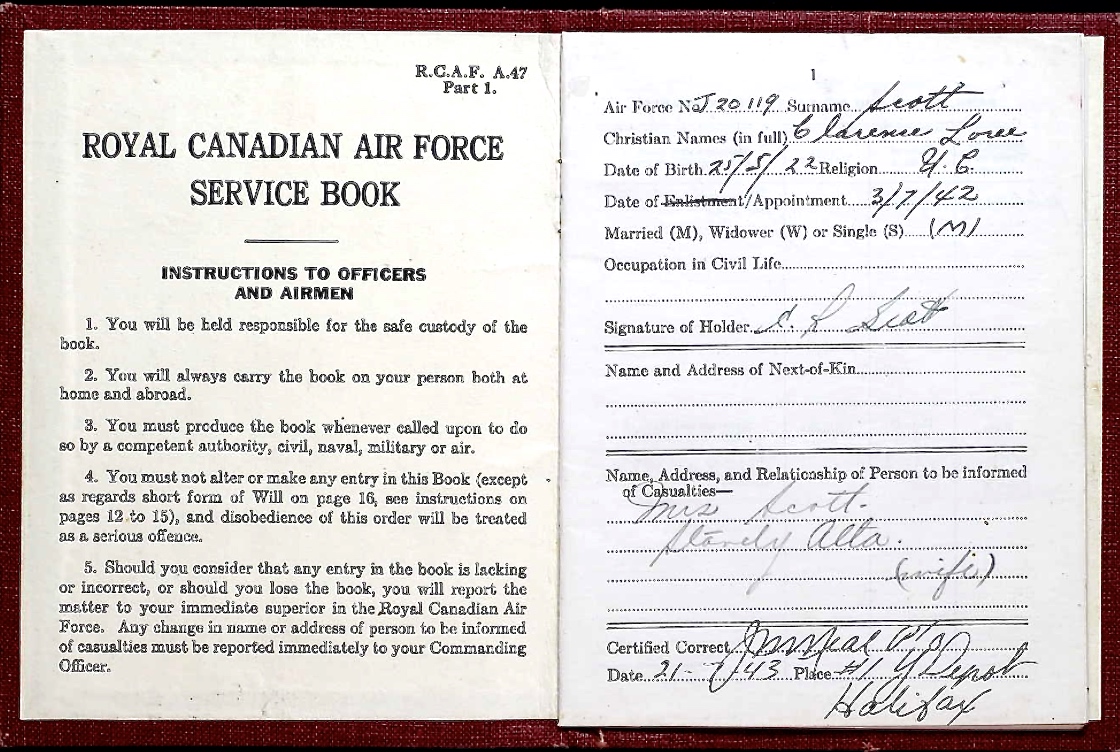 R.C.A.F. A.47
Part 1.
ROYAL CANADIAN AIR FORCE
SERVICE BOOK
INSTRUCTIONS TO OFFICERS
AND AIRMEN
1. You will be held responsible for the safe custody of the
book.
2. You will always carry the book on your person both at
home and abroad.
3. You must produce the book whenever called upon to do
so by a competent authority, civil, naval, military or air.
4. You must not alter or make any entry in this Book (except
as regards short form of Will on page 16, see instructions on
pages 12 to 15), and disobedience of this order will be treated
as a serious offence.
5. Should you consider that any entry in the book is lacking
or incorrect, or should you lose the book, you will report the
matter to your immediate superior in the Royal Canadian Air
Force. Any change in name or address of person to be informed
of casualties must be reported immediately to your Commanding
Officer.
1
Air Force No. J 20119 Surname Scott
Christian Names (in full) Clarence Loree
Date of Birth 25/5/22 Religion U.C.
Date of Enlistment/Appointment 3/7/42
Married (M), Widower (W) or Single (S) (M)
Occupation in Civil Life
Signature of Holder C L Scott
Name and Address of Next-of-Kin
Name, Address, and Relationship of Person to be informed
of Casualties—
Mrs Scott.
Stavely Alta.
(wife)
Certified Correct
Date 21- /43 Place #1 Y Depot
Halifax